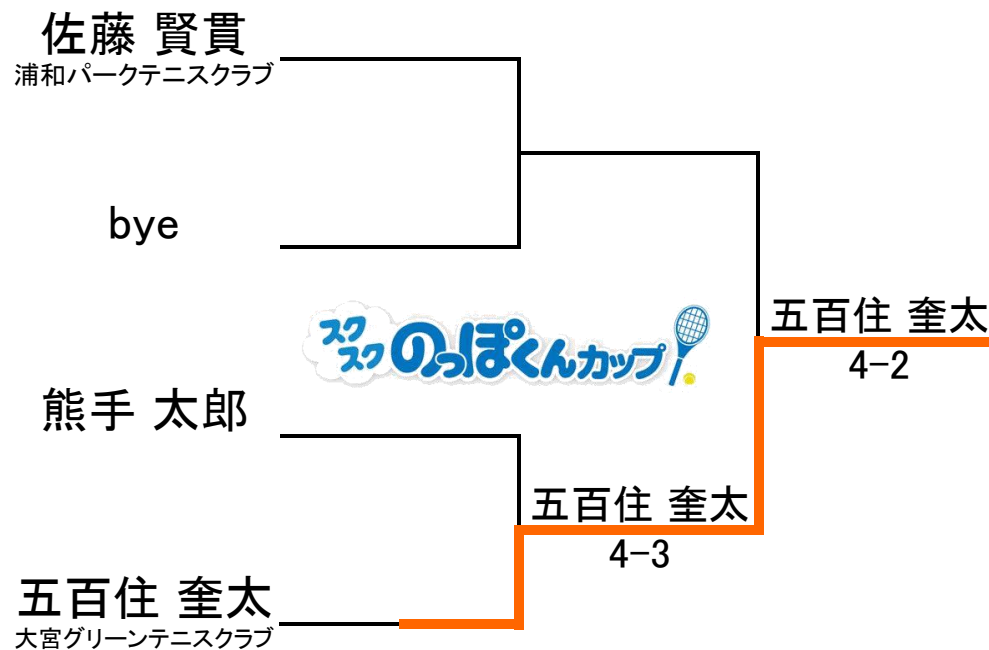 佐藤 賢貫
浦和パークテニスクラブ
bye
スク
スク
のっぽくんカップ
熊手 太郎
五百住 奎太
大宮グリーンテニスクラブ
五百住 奎太
4-3
五百住 奎太
4-2